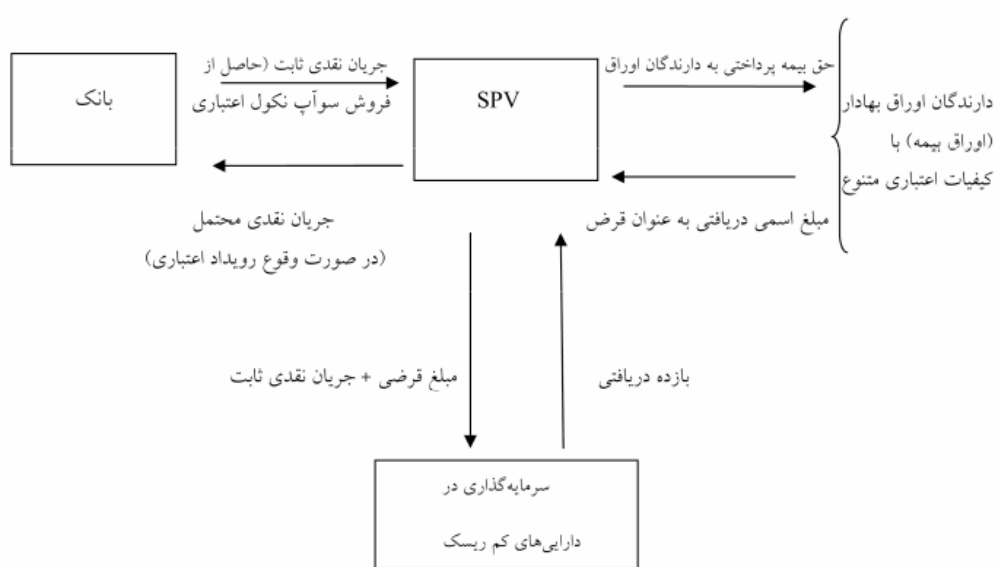 بانک
جریان نقدی ثابت (حاصل از
فروش سوآپ نکول اعتباری
SPV
حق بیمه پرداختی به دارندگان اوراق
دارندگان اوراق بهادار
(اوراق بیمه) با
کیفیات اعتباری متنوع
جریان نقدی محتمل
(در صورت وقوع رویداد اعتباری)
مبلغ اسمی دریافتی به عنوان قرض
مبلغ قرضی + جریان نقدی ثابت
بازده دریافتی
سرمایه‌گذاری در
دارایی‌های کم ریسک